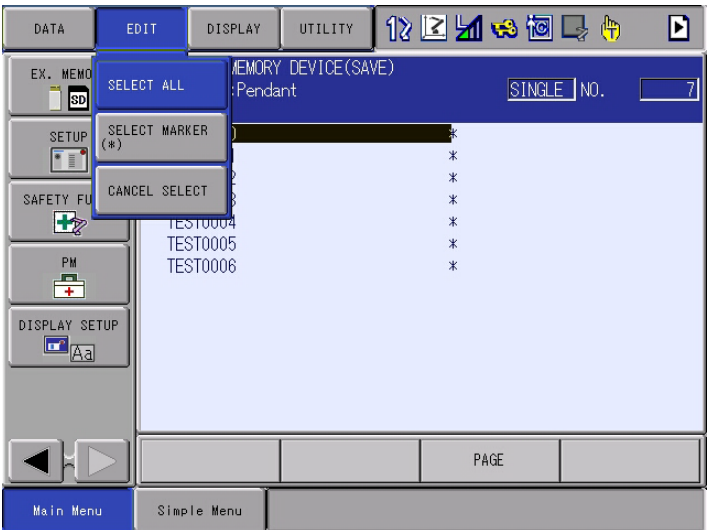 DATA
EDIT
DISPLAY
UTILITY
EX. MEMO
SD
SETUP
SAFETY FU
PM
DISPLAY SETUP
Aa
SELECT ALL
SELECT MARKER
(*)
CANCEL SELECT
MEMORY DEVICE(SAVE)
:Pendant
SINGLE NO. 7
*
*
*
*
TEST0004 *
TEST0005 *
TEST0006 *
PAGE
Main Menu
Simple Menu